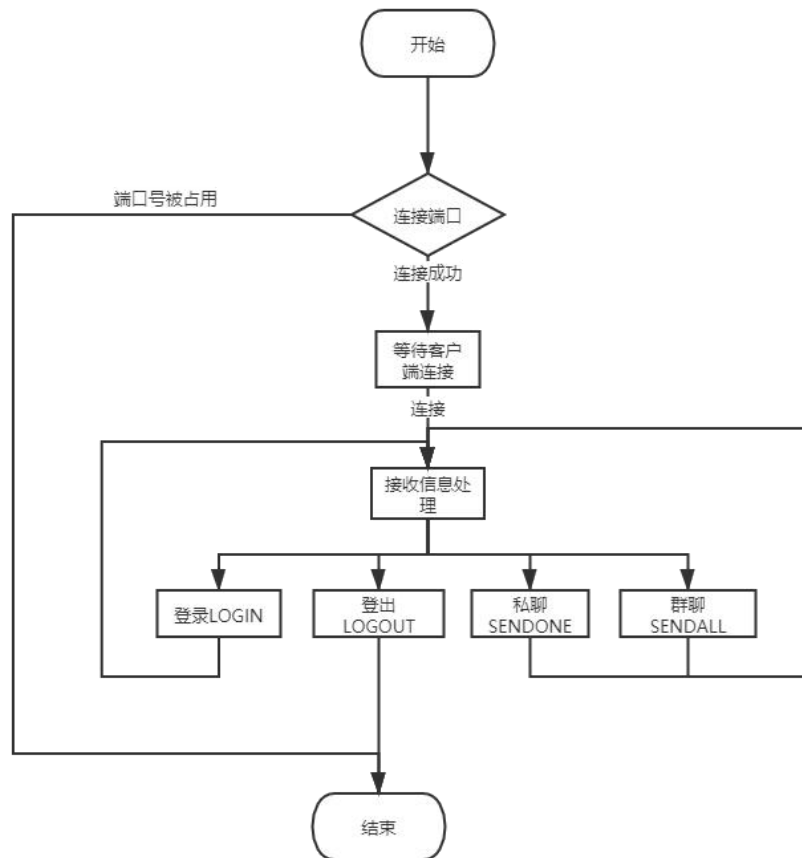 开始
端口号被占用
连接端口
连接成功
等待客户
端连接
连接
接收信息处
理
登录LOGIN
登出
LOGOUT
私聊
SENDONE
群聊
SENDALL
结束